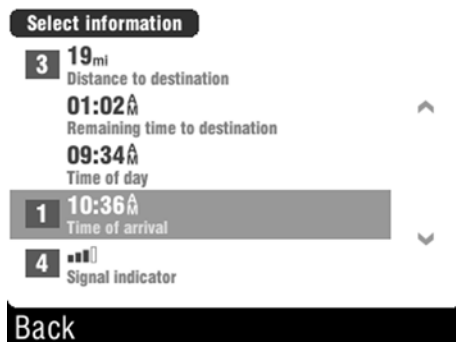 Select information
3 19mi
Distance to destination
01:02AM
Remaining time to destination
09:34AM
Time of day
1 10:36AM
Time of arrival
4
Signal indicator
Back